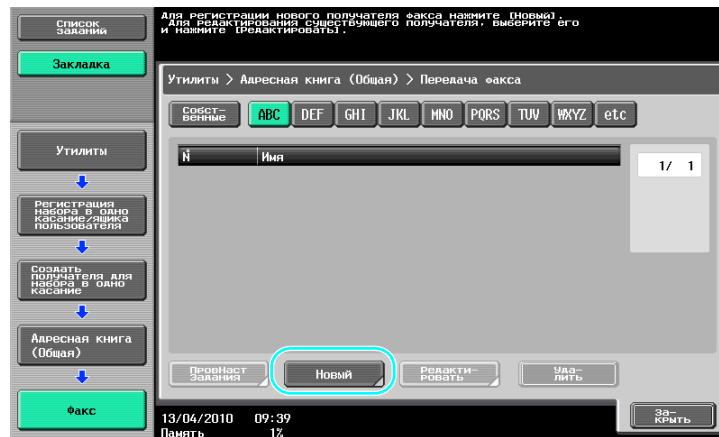 Список
заданий
Для регистрации нового получателя факса нажмите [Новый].
Для редактирования существующего получателя, выберите его
и нажмите [Редактировать].
Закладка
Утилиты > Адресная книга (Общая) > Передача факса
Собст-
венные
ABC DEF GHI JKL MNO PQRS TUV WXYZ etc
Утилиты
Имя
1/ 1
Регистрация
набора в одно
касание/ящика
пользователя
Создать
получателя для
набора в одно
касание
Адресная книга
(Общая)
ПровНаст
Задания
Новый
Редакти-
ровать
Уда-
лить
Факс
13/04/2010 09:39
Память 1%
За-
крыть